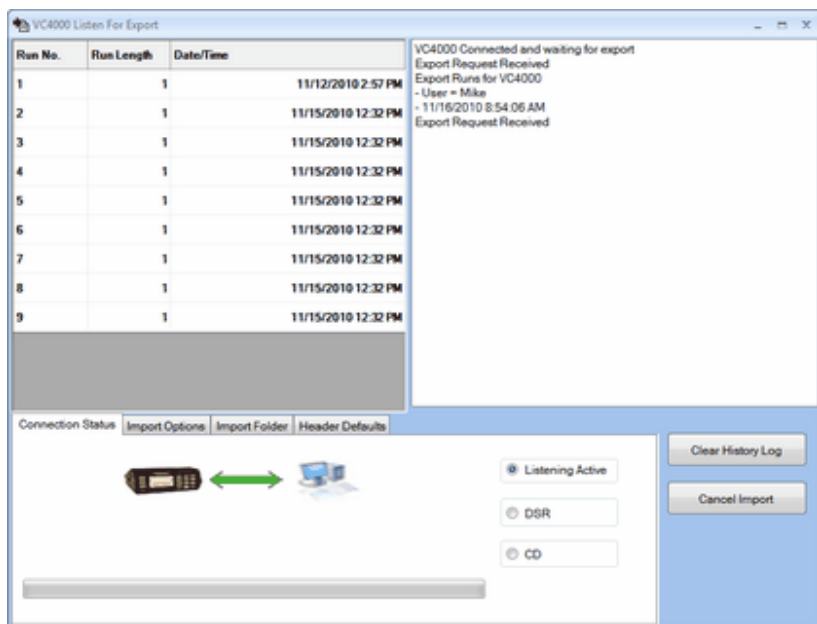 VC4000 Listen For Export
Run No. Run Length Date/Time
1 1 11/12/2010 2:57 PM
2 1 11/15/2010 12:32 PM
3 1 11/15/2010 12:32 PM
4 1 11/15/2010 12:32 PM
5 1 11/15/2010 12:32 PM
6 1 11/15/2010 12:32 PM
7 1 11/15/2010 12:32 PM
8 1 11/15/2010 12:32 PM
9 1 11/15/2010 12:32 PM
VC4000 Connected and waiting for export
Export Request Received
Export Runs for VC4000
- User = Mike
- 11/16/2010 8:54:06 AM
Export Request Received
Connection Status Import Options Import Folder Header Defaults
Listening Active
DSR
CD
Clear History Log
Cancel Import